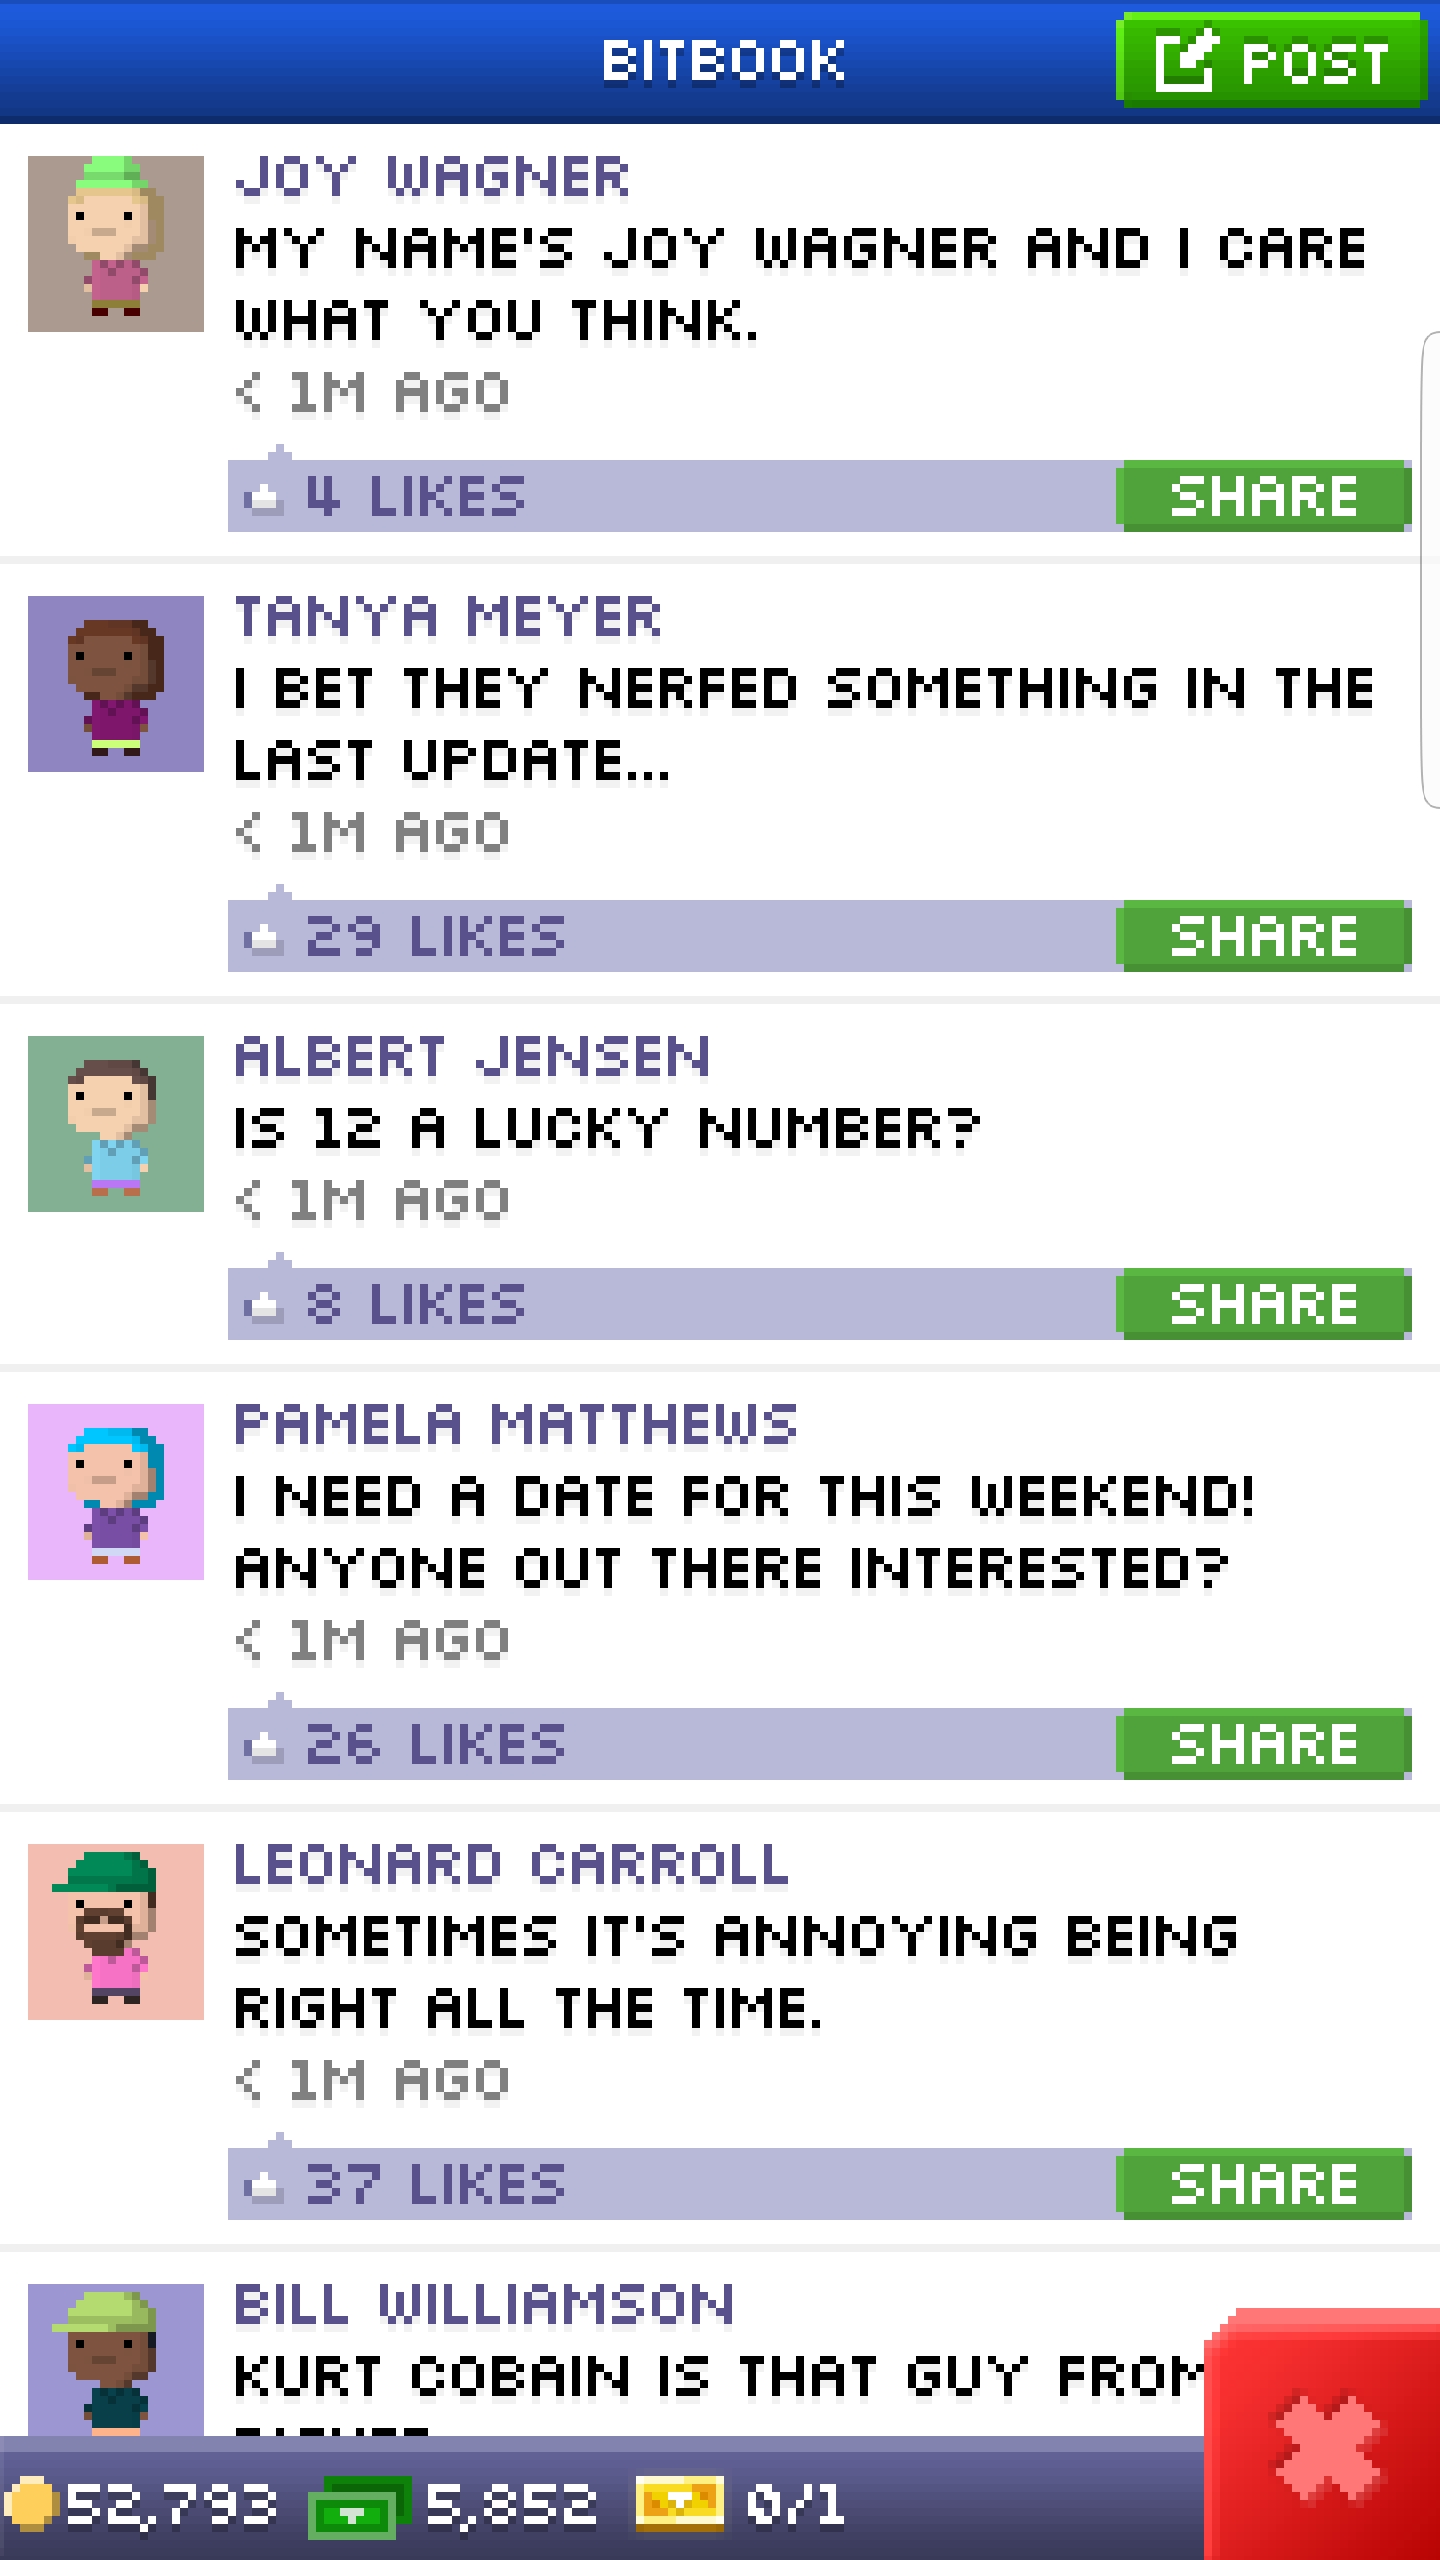 BITBOOK
POST
JOY WAGNER
MY NAME'S JOY WAGNER AND I CARE
WHAT YOU THINK.
< 1M AGO
4 LIKES
SHARE
TANYA MEYER
I BET THEY NERFED SOMETHING IN THE
LAST UPDATE...
< 1M AGO
29 LIKES
SHARE
ALBERT JENSEN
IS 12 A LUCKY NUMBER?
< 1M AGO
8 LIKES
SHARE
PAMELA MATTHEWS
I NEED A DATE FOR THIS WEEKEND!
ANYONE OUT THERE INTERESTED?
< 1M AGO
26 LIKES
SHARE
LEONARD CARROLL
SOMETIMES IT'S ANNOYING BEING
RIGHT ALL THE TIME.
< 1M AGO
37 LIKES
SHARE
BILL WILLIAMSON
KURT COBAIN IS THAT GUY FROM
52,793
5,852
0/1